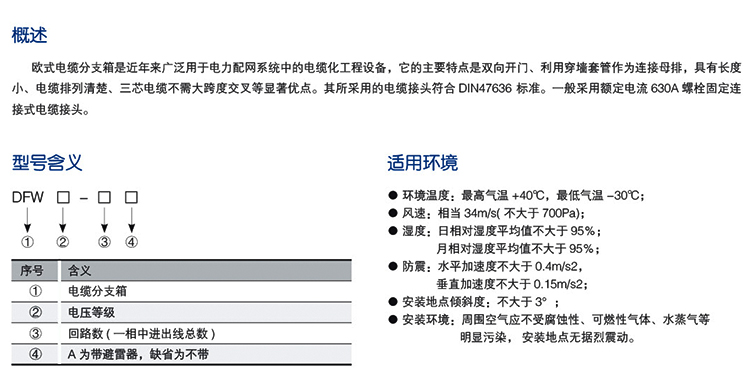 概述
欧式电缆分支箱是近年来广泛用于电力配网系统中的电缆化工程设备，它的主要特点是双向开门、利用穿墙套管作为连接母排，具有长度
小、电缆排列清楚、三芯电缆不需大跨度交叉等显著优点。其所采用的电缆接头符合 DIN47636 标准。一般采用额定电流 630A 螺栓固定连
接式电缆接头。
型号含义
DFW □ - □ □
① ② ③ ④
序号 含义
① 电缆分支箱
② 电压等级
③ 回路数 ( 一相中进出线总数 )
④ A 为带避雷器，缺省为不带
适用环境
● 环境温度：最高气温 +40℃，最低气温 -30℃；
● 风速：相当 34m/s( 不大于 700Pa)；
● 湿度：日相对湿度平均值不大于 95%；
月相对湿度平均值不大于 95%；
● 防震：水平加速度不大于 0.4m/s2，
垂直加速度不大于 0.15m/s2；
● 安装地点倾斜度：不大于 3° ；
● 安装环境：周围空气应不受腐蚀性、可燃性气体、水蒸气等
明显污染， 安装地点无据烈震动。